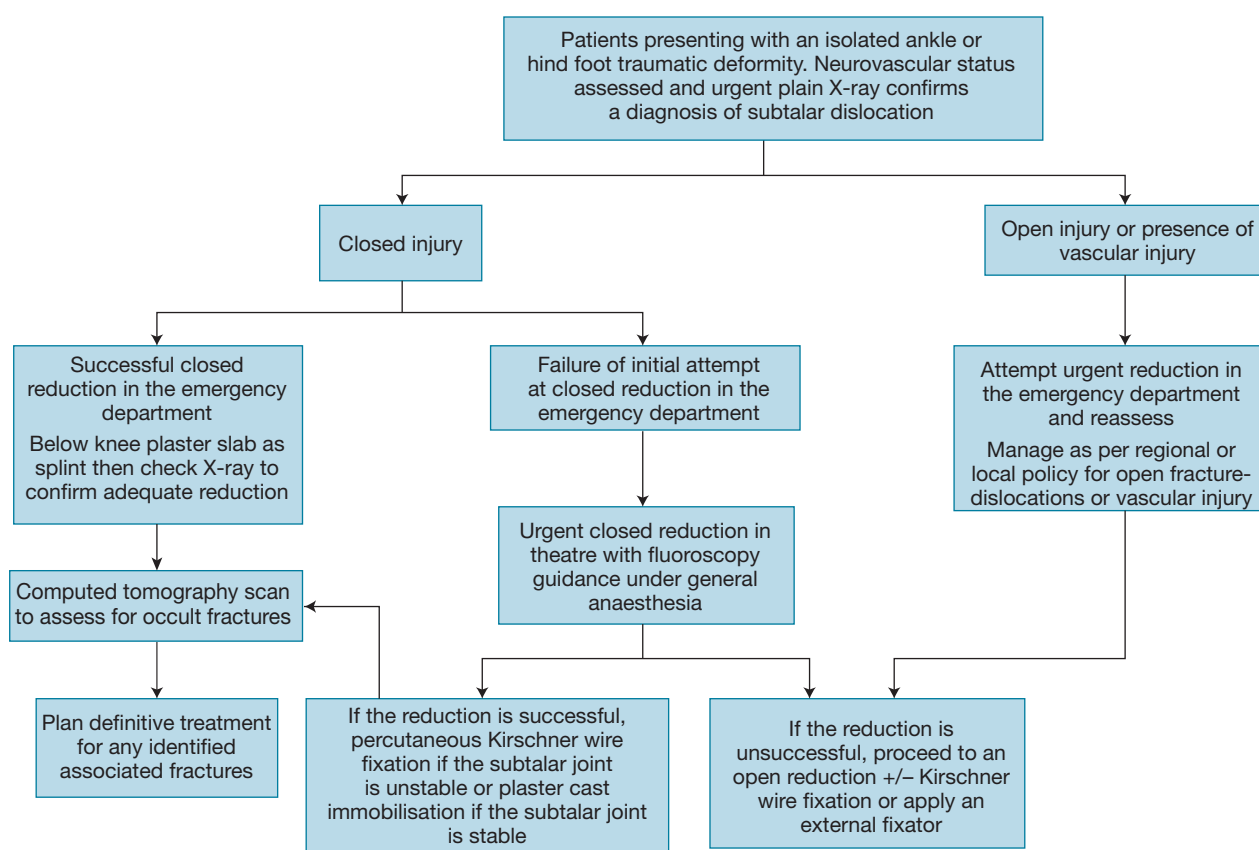 Patients presenting with an isolated ankle or
hind foot traumatic deformity. Neurovascular status
assessed and urgent plain X-ray confirms
a diagnosis of subtalar dislocation
Closed injury
Open injury or presence of
vascular injury
Successful closed
reduction in the emergency
department
Below knee plaster slab as
splint then check X-ray to
confirm adequate reduction
Failure of initial attempt
at closed reduction in the
emergency department
Attempt urgent reduction in
the emergency department
and reassess
Manage as per regional or
local policy for open fracture-
dislocations or vascular injury
Urgent closed reduction in
theatre with fluoroscopy
guidance under general
anaesthesia
Computed tomography scan
to assess for occult fractures
Plan definitive treatment
for any identified
associated fractures
If the reduction is successful,
percutaneous Kirschner wire
fixation if the subtalar joint
is unstable or plaster cast
immobilisation if the subtalar joint
is stable
If the reduction is
unsuccessful, proceed to an
open reduction +/– Kirschner
wire fixation or apply an
external fixator